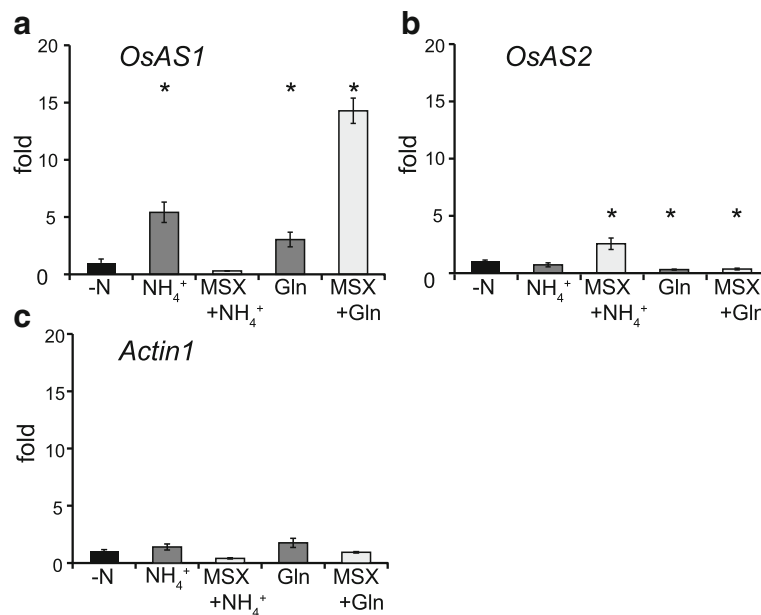 a
OsAS1
20
15
10
5
0
fold
* * *
-N NH₄⁺ MSX Gln MSX
+NH₄⁺ +Gln
b
OsAS2
20
15
10
5
0
fold
* * *
-N NH₄⁺ MSX Gln MSX
+NH₄⁺ +Gln
c
Actin1
20
15
10
5
0
fold
-N NH₄⁺ MSX Gln MSX
+NH₄⁺ +Gln